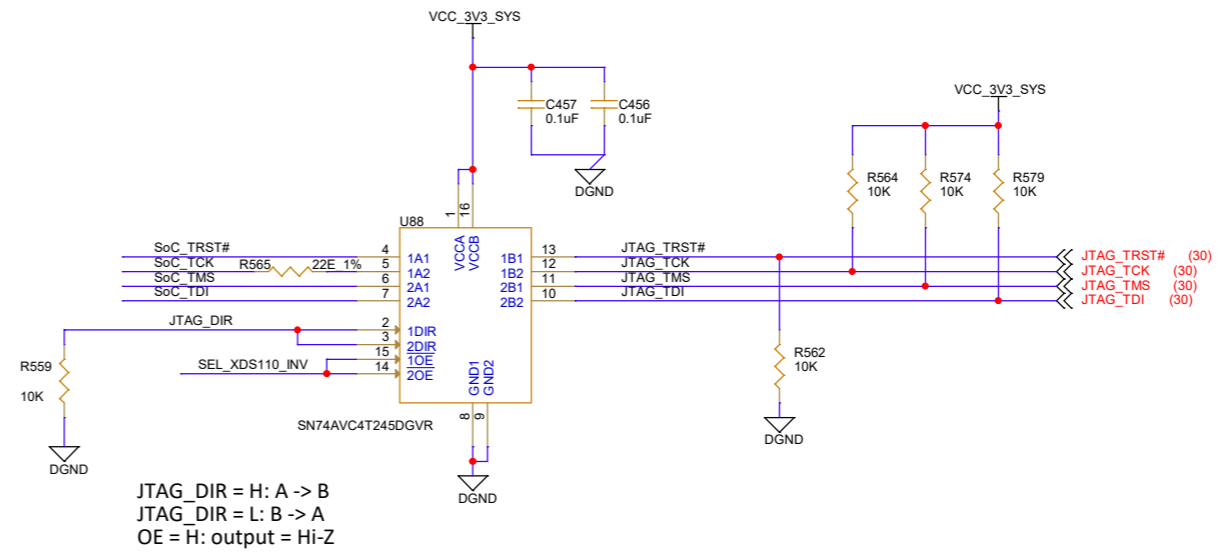 VCC_3V3_SYS
C457
0.1uF
C456
0.1uF
DGND
VCC_3V3_SYS
R564
10K
R574
10K
R579
10K
U88
1
16
VCCA
VCCB
SoC_TRST#
4
1A1
1B1
13
JTAG_TRST#
JTAG_TRST# (30)
SoC_TCK
R565
22E 1%
5
1A2
1B2
12
JTAG_TCK
JTAG_TCK (30)
SoC_TMS
6
2A1
2B1
11
JTAG_TMS
JTAG_TMS (30)
SoC_TDI
7
2A2
2B2
10
JTAG_TDI
JTAG_TDI (30)
JTAG_DIR
2
1DIR
3
2DIR
15
1OE
SEL_XDS110_INV
14
2OE
GND1
GND2
8
9
R559
10K
DGND
R562
10K
DGND
SN74AVC4T245DGVR
DGND
JTAG_DIR = H: A -> B
JTAG_DIR = L: B -> A
OE = H: output = Hi-Z